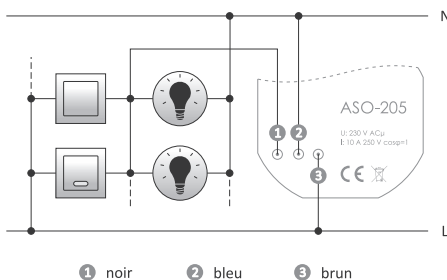 N
ASO-205
U: 230 V ACµ
I: 10 A 250 V cosφ=1
1 2
3
CE
L
1 noir 2 bleu 3 brun